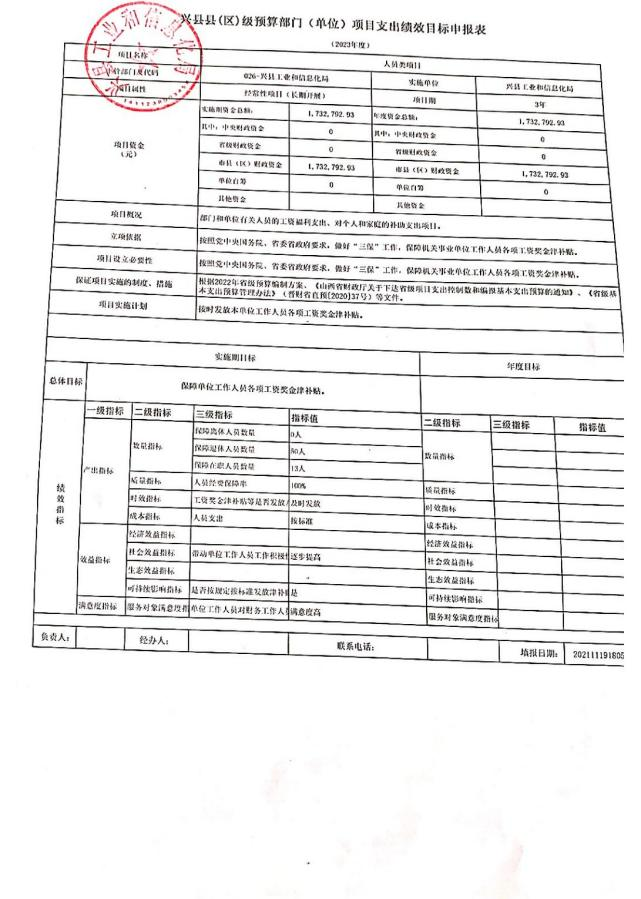 兴县县(区)级预算部门（单位）项目支出绩效目标申报表
（2023年度）
项目名称 人员类项目
主管部门及代码 026-兴县工业和信息化局 实施单位 兴县工业和信息化局
项目属性 经常性项目（长期开展） 项目期 3年
项目资金（元）
实施期资金总额： 1,732,792.93 年度资金总额： 1,732,792.93
其中：中央财政资金 0 其中：中央财政资金 0
省级财政资金 0 省级财政资金 0
市县（区）财政资金 1,732,792.93 市县（区）财政资金 1,732,792.93
单位自筹 0 单位自筹 0
其他资金 其他资金
项目概况 部门和单位有关人员的工资福利支出、对个人和家庭的补助支出项目。
立项依据 按照党中央国务院、省委省政府要求，做好“三保”工作，保障机关事业单位工作人员各项工资奖金津补贴。
项目设立必要性 按照党中央国务院、省委省政府要求，做好“三保”工作，保障机关事业单位工作人员各项工资奖金津补贴。
保证项目实施的制度、措施 根据2022年省级预算编制方案、《山西省财政厅关于下达省级项目支出控制数和编报基本支出预算的通知》、《省级基
本支出预算管理办法》（晋财省直预[2020]37号）等文件。
项目实施计划 按时发放本单位工作人员各项工资奖金津补贴。
实施期目标 年度目标
总体目标 保障单位工作人员各项工资奖金津补贴。
绩效指标
一级指标 二级指标 三级指标 指标值 二级指标 三级指标 指标值
产出指标 数量指标 保障离休人员数量 0人 数量指标
保障退休人员数量 50人
保障在职人员数量 13人
质量指标 人员经费保障率 100% 质量指标
时效指标 工资奖金津补贴等是否发放 及时发放 时效指标
成本指标 人员支出 按标准 成本指标
效益指标 经济效益指标 经济效益指标
社会效益指标 带动单位工作人员工作积极性 逐步提高 社会效益指标
生态效益指标 生态效益指标
可持续影响指标 是否按规定按标准发放津补贴 是 可持续影响指标
满意度指标 服务对象满意度指标 单位工作人员对财务工作人员 满意度高 服务对象满意度指标
负责人： 经办人： 联系电话： 填报日期： 202111191805